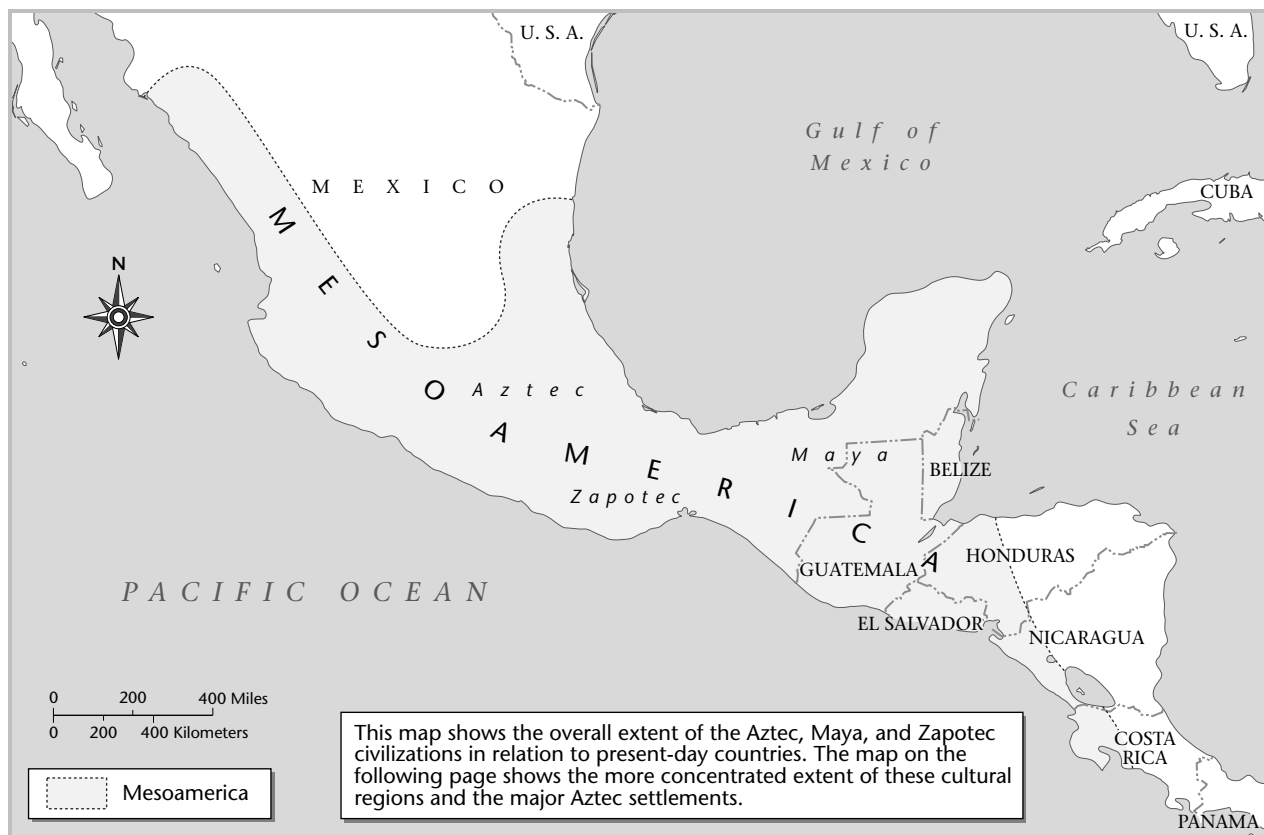 U. S. A.
U. S. A.
Gulf of
Mexico
MEXICO
CUBA
N
MESOAMERICA
Aztec
Caribbean
Sea
Maya
BELIZE
Zapotec
HONDURAS
GUATEMALA
PACIFIC OCEAN
EL SALVADOR
NICARAGUA
0 200 400 Miles
0 200 400 Kilometers
COSTA
RICA
This map shows the overall extent of the Aztec, Maya, and Zapotec
civilizations in relation to present-day countries. The map on the
following page shows the more concentrated extent of these cultural
regions and the major Aztec settlements.
Mesoamerica
PANAMA